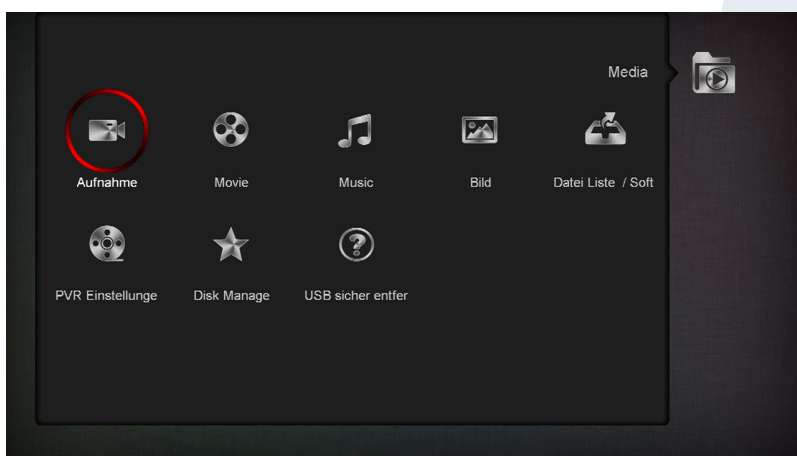 Media
Aufnahme Movie Music Bild Datei Liste / Soft
PVR Einstellunge Disk Manage USB sicher entfer